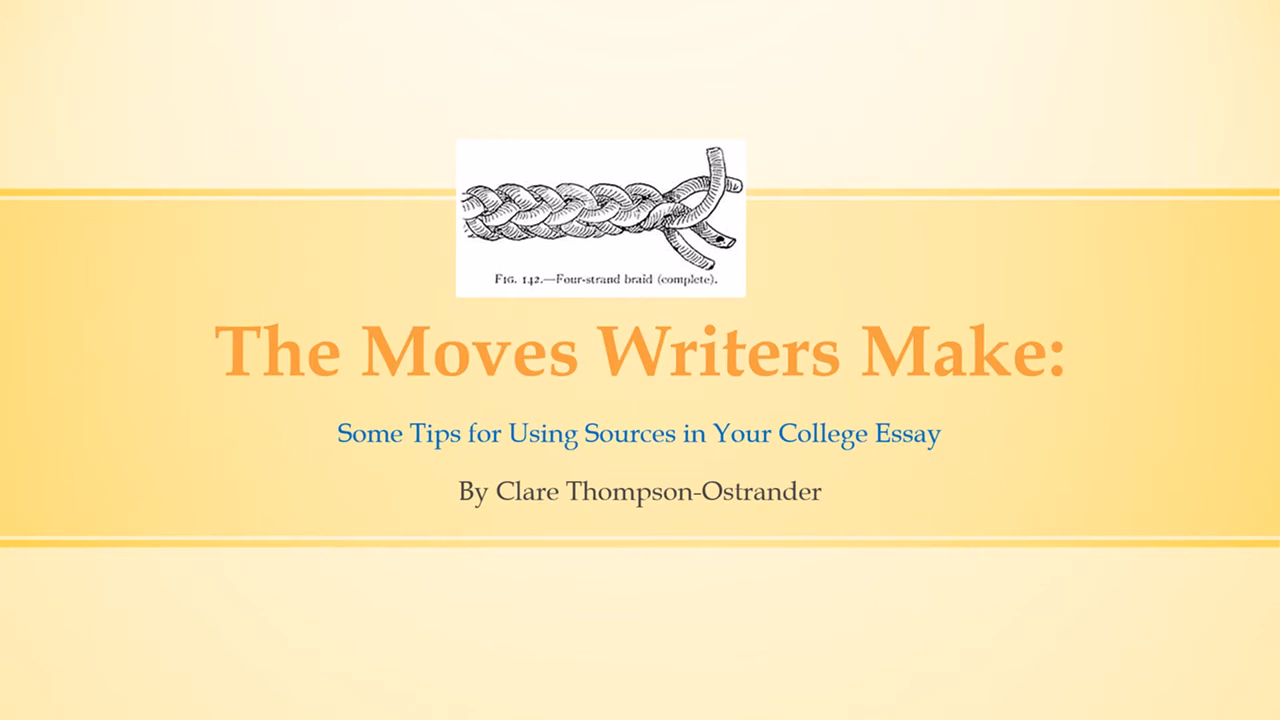 FIG. 142.—Four-strand braid (complete).
The Moves Writers Make:
Some Tips for Using Sources in Your College Essay
By Clare Thompson-Ostrander